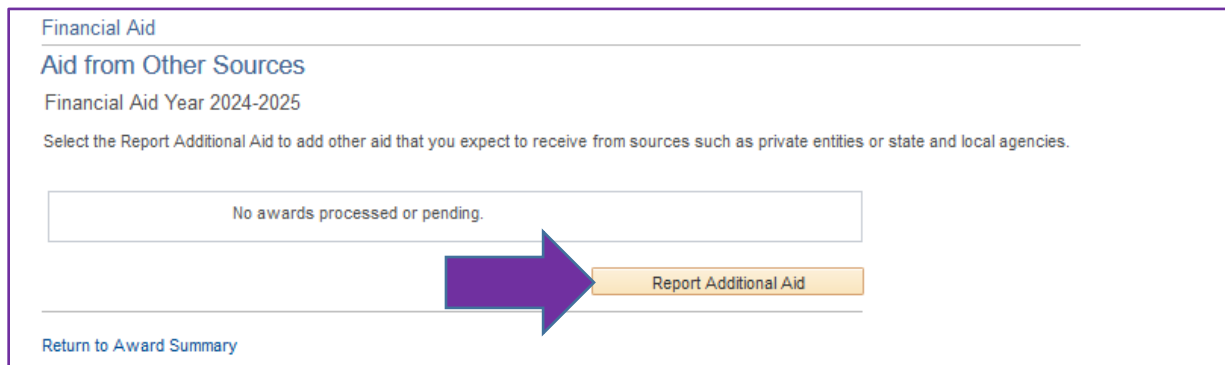 Financial Aid
Aid from Other Sources
Financial Aid Year 2024-2025
Select the Report Additional Aid to add other aid that you expect to receive from sources such as private entities or state and local agencies.
No awards processed or pending.
Report Additional Aid
Return to Award Summary